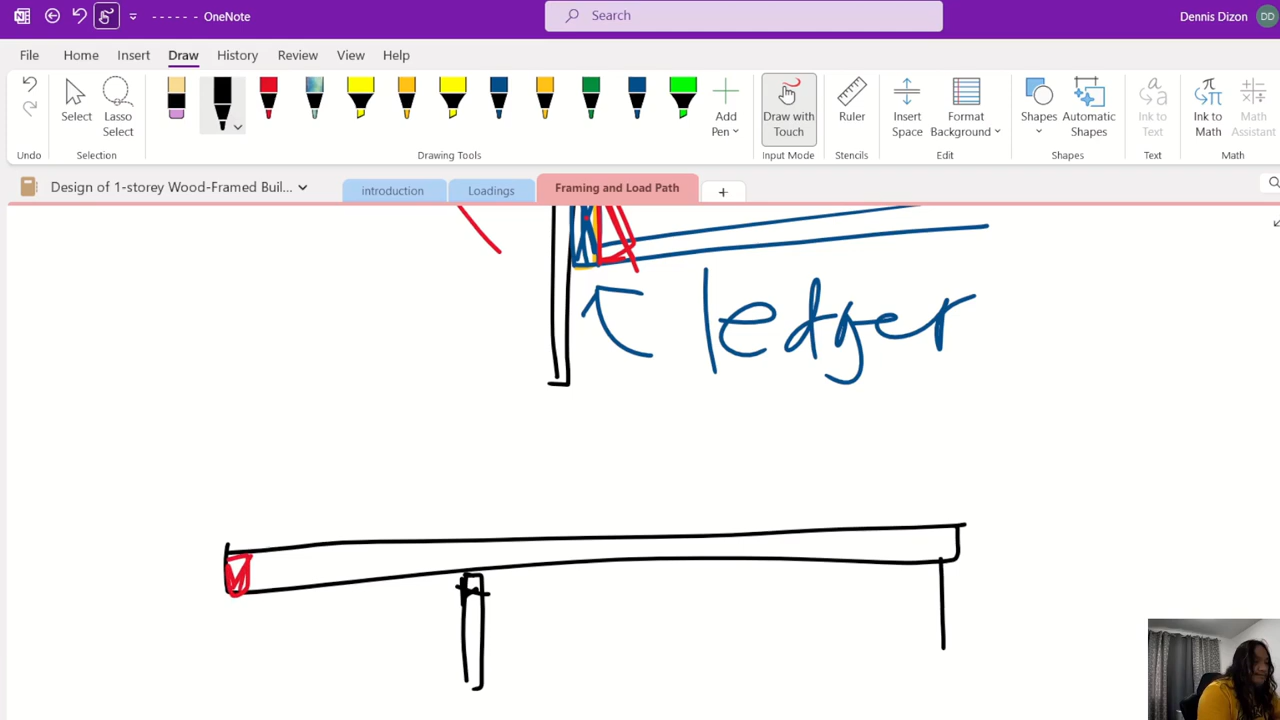 - - - - - - OneNote
Search
Dennis Dizon
DD
File Home Insert Draw History Review View Help
Select
Lasso Select
Add Pen
Draw with Touch
Ruler
Insert Space
Format Background
Shapes
Automatic Shapes
Ink to Text
Ink to Math
Math Assistant
Undo Selection Drawing Tools Input Mode Stencils Edit Shapes Text Math
Design of 1-storey Wood-Framed Buil...
introduction Loadings Framing and Load Path +
ledger